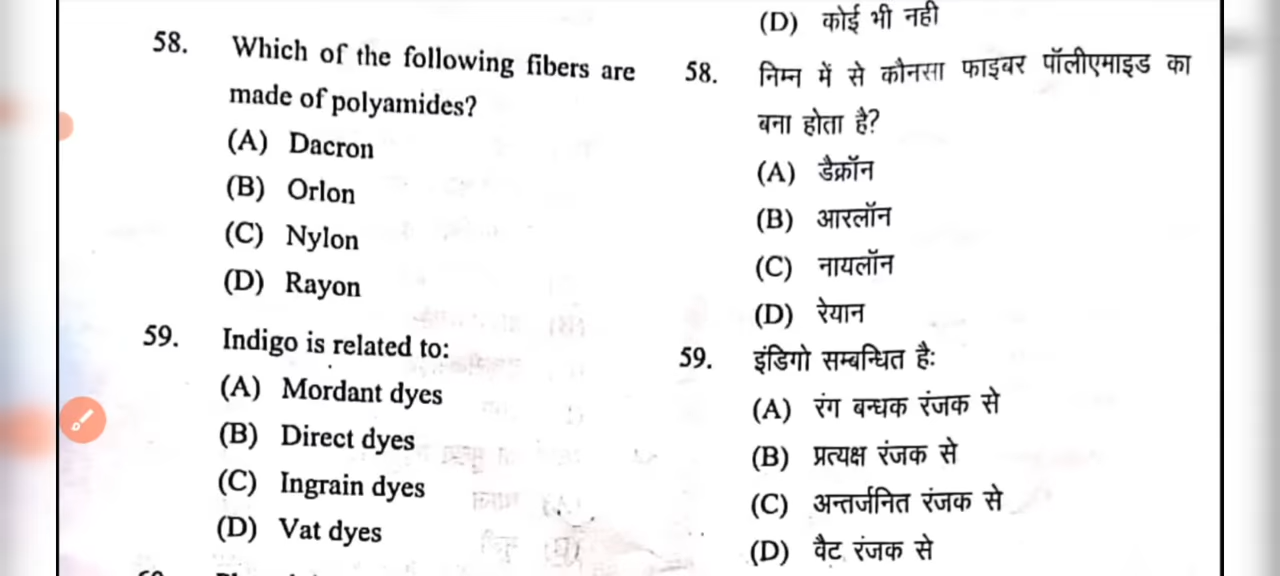 58. Which of the following fibers are
made of polyamides?
(A) Dacron
(B) Orlon
(C) Nylon
(D) Rayon
59. Indigo is related to:
(A) Mordant dyes
(B) Direct dyes
(C) Ingrain dyes
(D) Vat dyes
(D) कोई भी नही
58. निम्न में से कौनसा फाइबर पॉलीएमाइड का
बना होता है?
(A) डैक्रॉन
(B) आरलॉन
(C) नायलॉन
(D) रेयान
59. इंडिगो सम्बन्धित है:
(A) रंग बन्धक रंजक से
(B) प्रत्यक्ष रंजक से
(C) अन्तर्जनित रंजक से
(D) वैट रंजक से